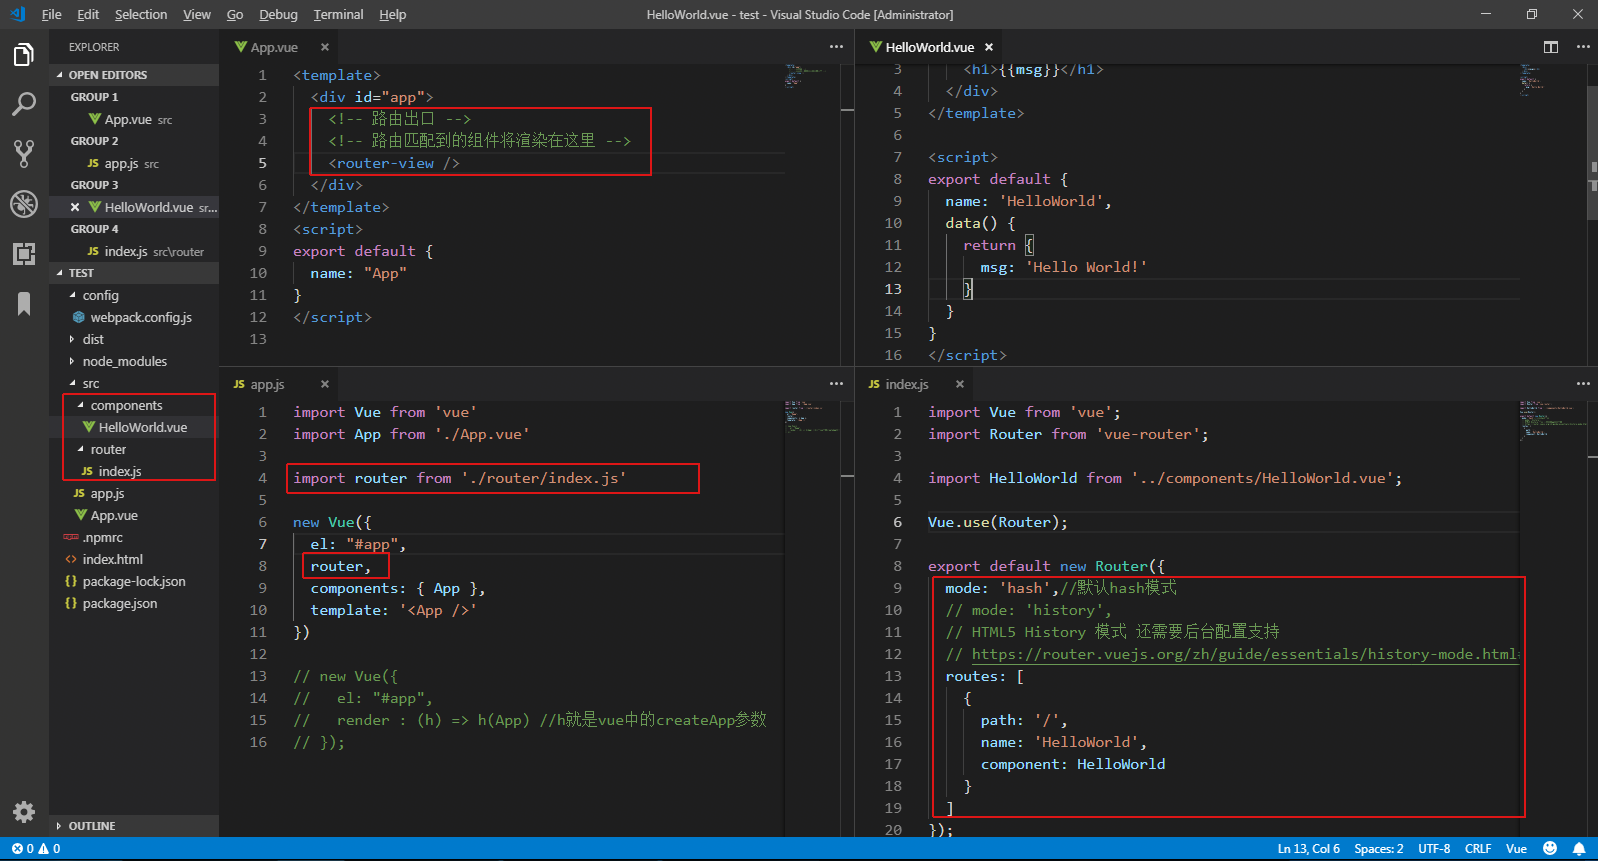 File Edit Selection View Go Debug Terminal Help
HelloWorld.vue - test - Visual Studio Code [Administrator]
EXPLORER
OPEN EDITORS
GROUP 1
App.vue src
GROUP 2
JS app.js src
GROUP 3
HelloWorld.vue sr...
GROUP 4
JS index.js src\router
TEST
config
webpack.config.js
dist
node_modules
src
components
HelloWorld.vue
router
JS index.js
JS app.js
App.vue
.npmrc
index.html
package-lock.json
package.json
OUTLINE
App.vue
1 <template>
2 <div id="app">
3 <!-- 路由出口 -->
4 <!-- 路由匹配到的组件将渲染在这里 -->
5 <router-view />
6 </div>
7 </template>
8 <script>
9 export default {
10 name: "App"
11 }
12 </script>
13
HelloWorld.vue
3 <h1>{{msg}}</h1>
4 </div>
5 </template>
6
7 <script>
8 export default {
9 name: 'HelloWorld',
10 data() {
11 return {
12 msg: 'Hello World!'
13 }
14 }
15 }
16 </script>
JS app.js
1 import Vue from 'vue'
2 import App from './App.vue'
3
4 import router from './router/index.js'
5
6 new Vue({
7 el: "#app",
8 router,
9 components: { App },
10 template: '<App />'
11 })
12
13 // new Vue({
14 // el: "#app",
15 // render : (h) => h(App) //h就是vue中的createApp参数
16 // });
JS index.js
1 import Vue from 'vue';
2 import Router from 'vue-router';
3
4 import HelloWorld from '../components/HelloWorld.vue';
5
6 Vue.use(Router);
7
8 export default new Router({
9 mode: 'hash',//默认hash模式
10 // mode: 'history',
11 // HTML5 History 模式 还需要后台配置支持
12 // https://router.vuejs.org/zh/guide/essentials/history-mode.html
13 routes: [
14 {
15 path: '/',
16 name: 'HelloWorld',
17 component: HelloWorld
18 }
19 ]
20 });
0 0
Ln 13, Col 6 Spaces: 2 UTF-8 CRLF Vue